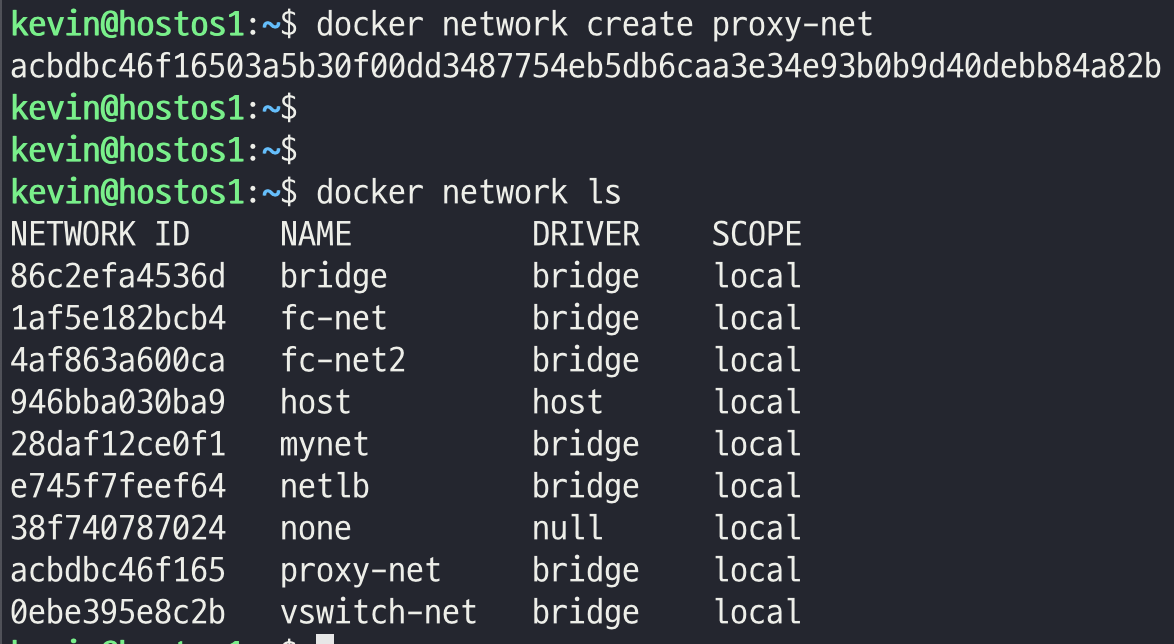 kevin@hostos1:~$ docker network create proxy-net
acbdbc46f16503a5b30f00dd3487754eb5db6caa3e34e93b0b9d40debb84a82b
kevin@hostos1:~$
kevin@hostos1:~$
kevin@hostos1:~$ docker network ls
NETWORK ID NAME DRIVER SCOPE
86c2efa4536d bridge bridge local
1af5e182bcb4 fc-net bridge local
4af863a600ca fc-net2 bridge local
946bba030ba9 host host local
28daf12ce0f1 mynet bridge local
e745f7feef64 netlb bridge local
38f740787024 none null local
acbdbc46f165 proxy-net bridge local
0ebe395e8c2b vswitch-net bridge local